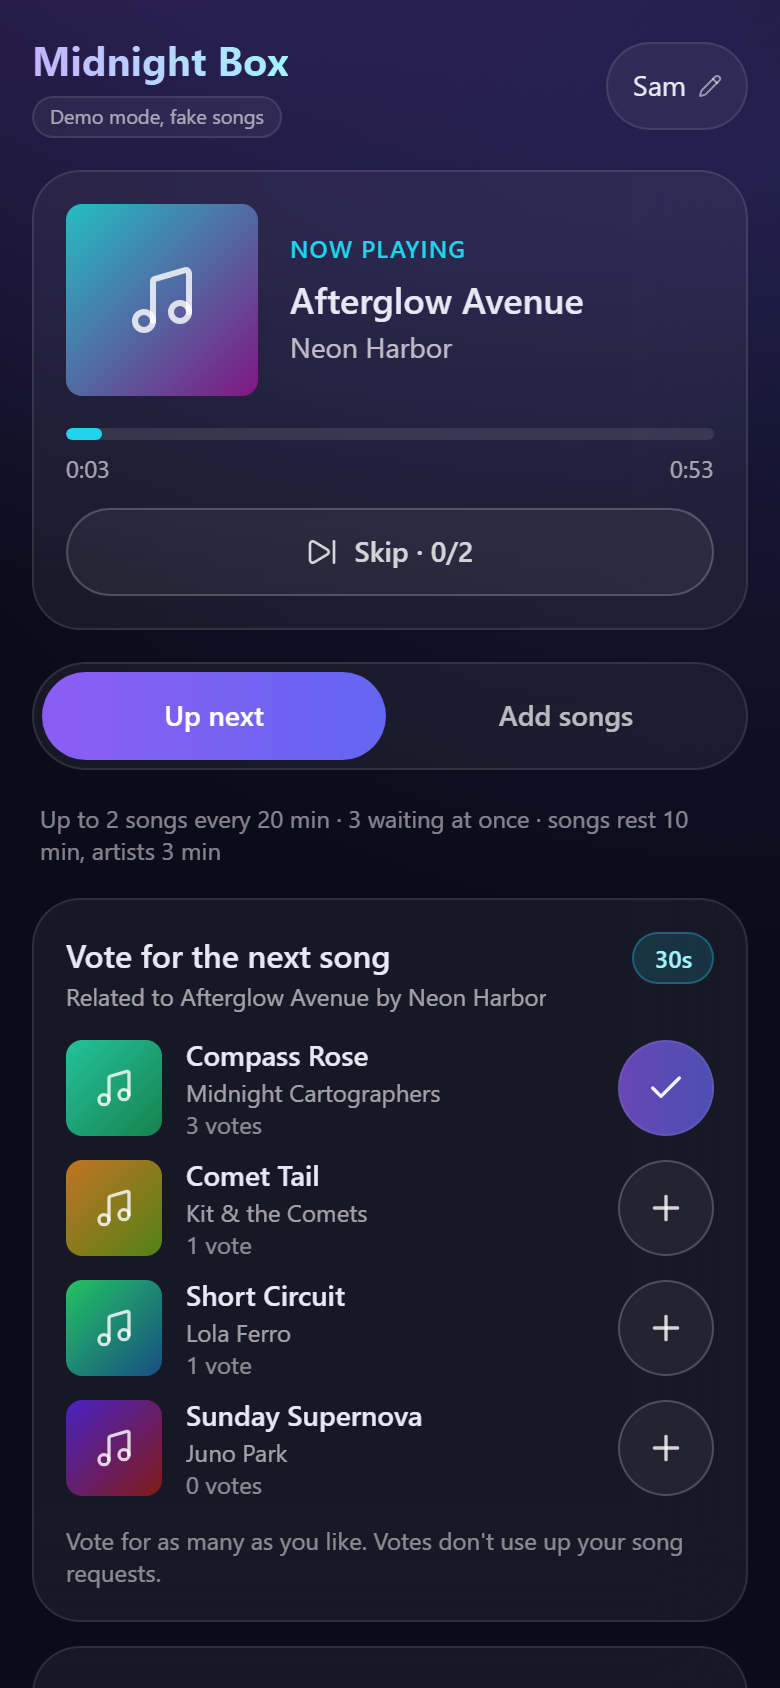 Midnight Box
Demo mode, fake songs
Sam
NOW PLAYING
Afterglow Avenue
Neon Harbor
0:03
0:53
Skip · 0/2
Up next
Add songs
Up to 2 songs every 20 min · 3 waiting at once · songs rest 10
min, artists 3 min
Vote for the next song
30s
Related to Afterglow Avenue by Neon Harbor
Compass Rose
Midnight Cartographers
3 votes
Comet Tail
Kit & the Comets
1 vote
Short Circuit
Lola Ferro
1 vote
Sunday Supernova
Juno Park
0 votes
Vote for as many as you like. Votes don't use up your song
requests.